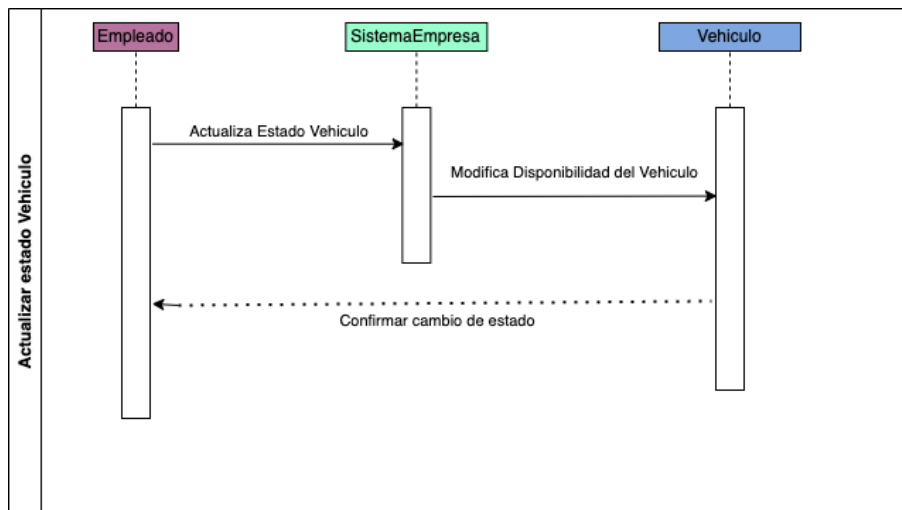 Empleado
SistemaEmpresa
Vehiculo
Actualiza Estado Vehiculo
Modifica Disponibilidad del Vehiculo
Confirmar cambio de estado
Actualizar estado Vehiculo